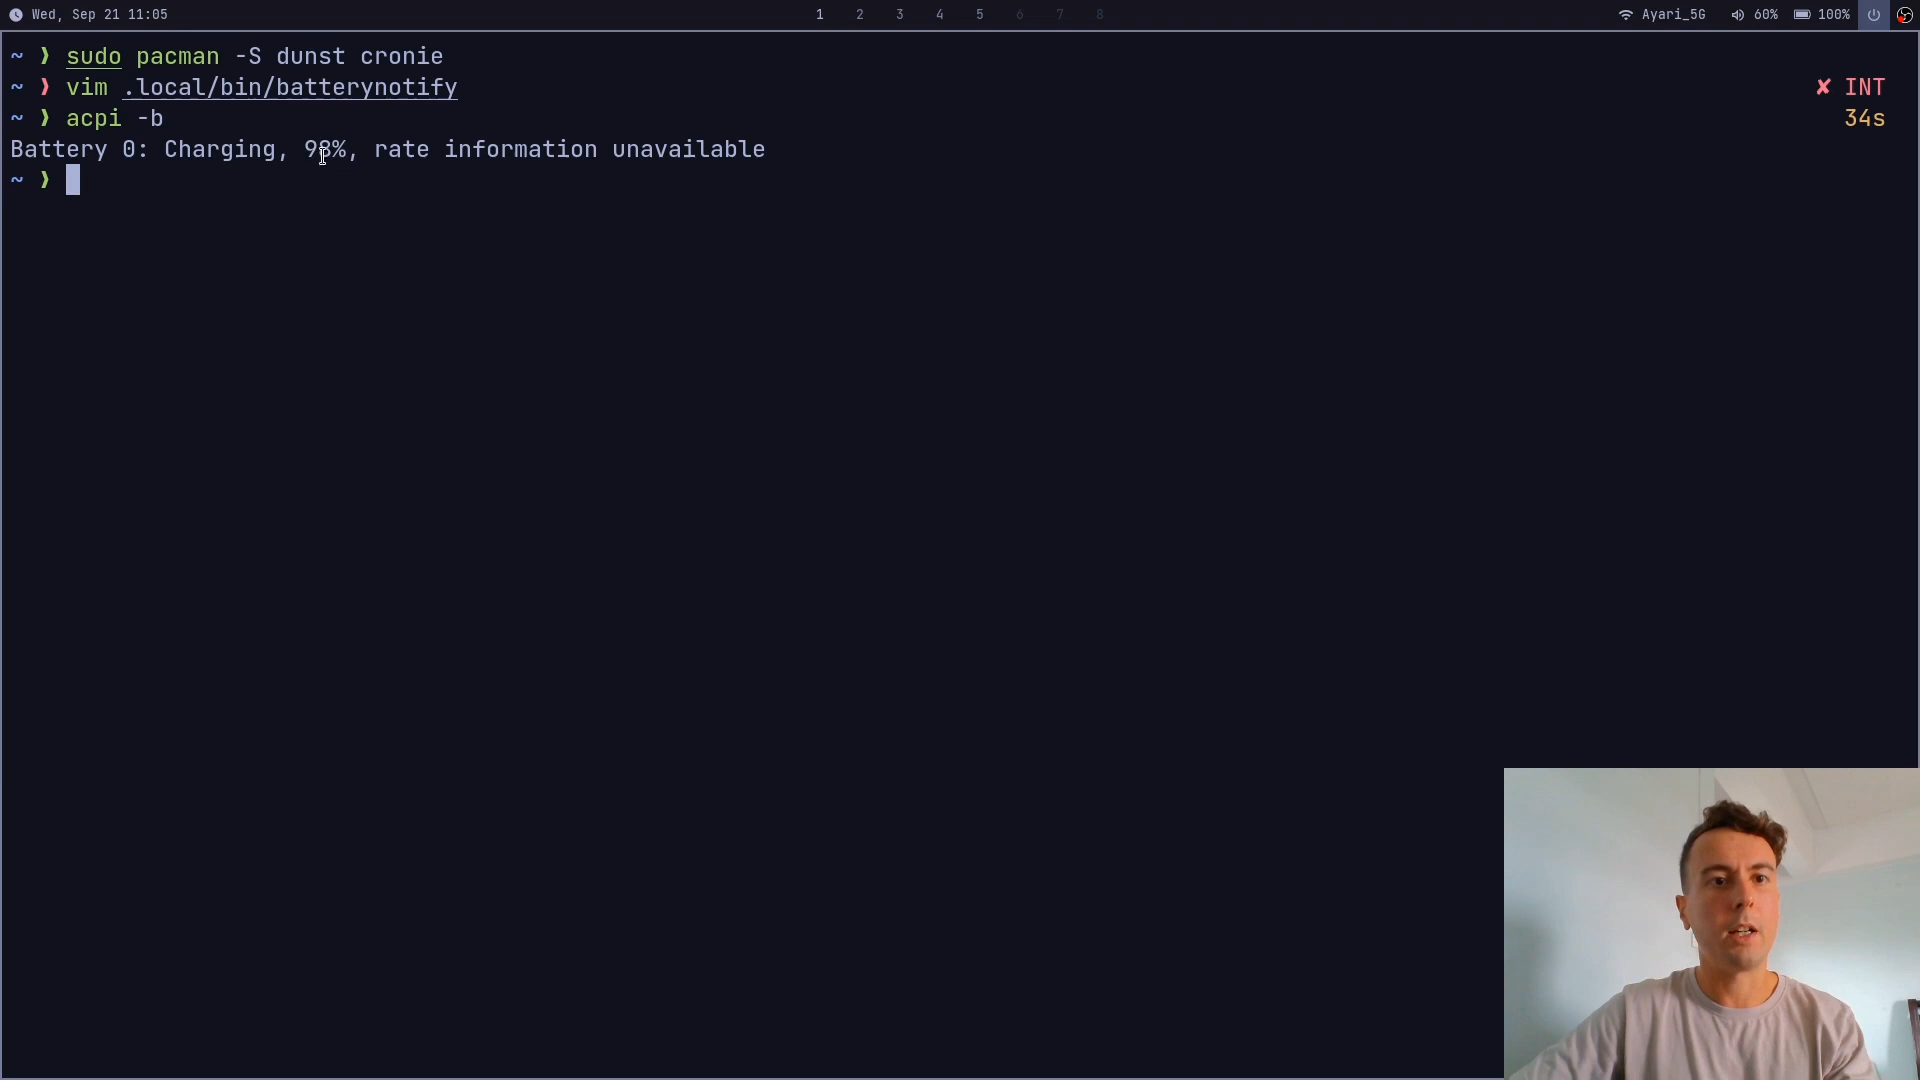 Wed, Sep 21 11:05
1 2 3 4 5 6 7 8
Ayari_5G 60% 100%
~ ❯ sudo pacman -S dunst cronie
~ ❯ vim .local/bin/batterynotify ✘ INT
~ ❯ acpi -b 34s
Battery 0: Charging, 98%, rate information unavailable
~ ❯